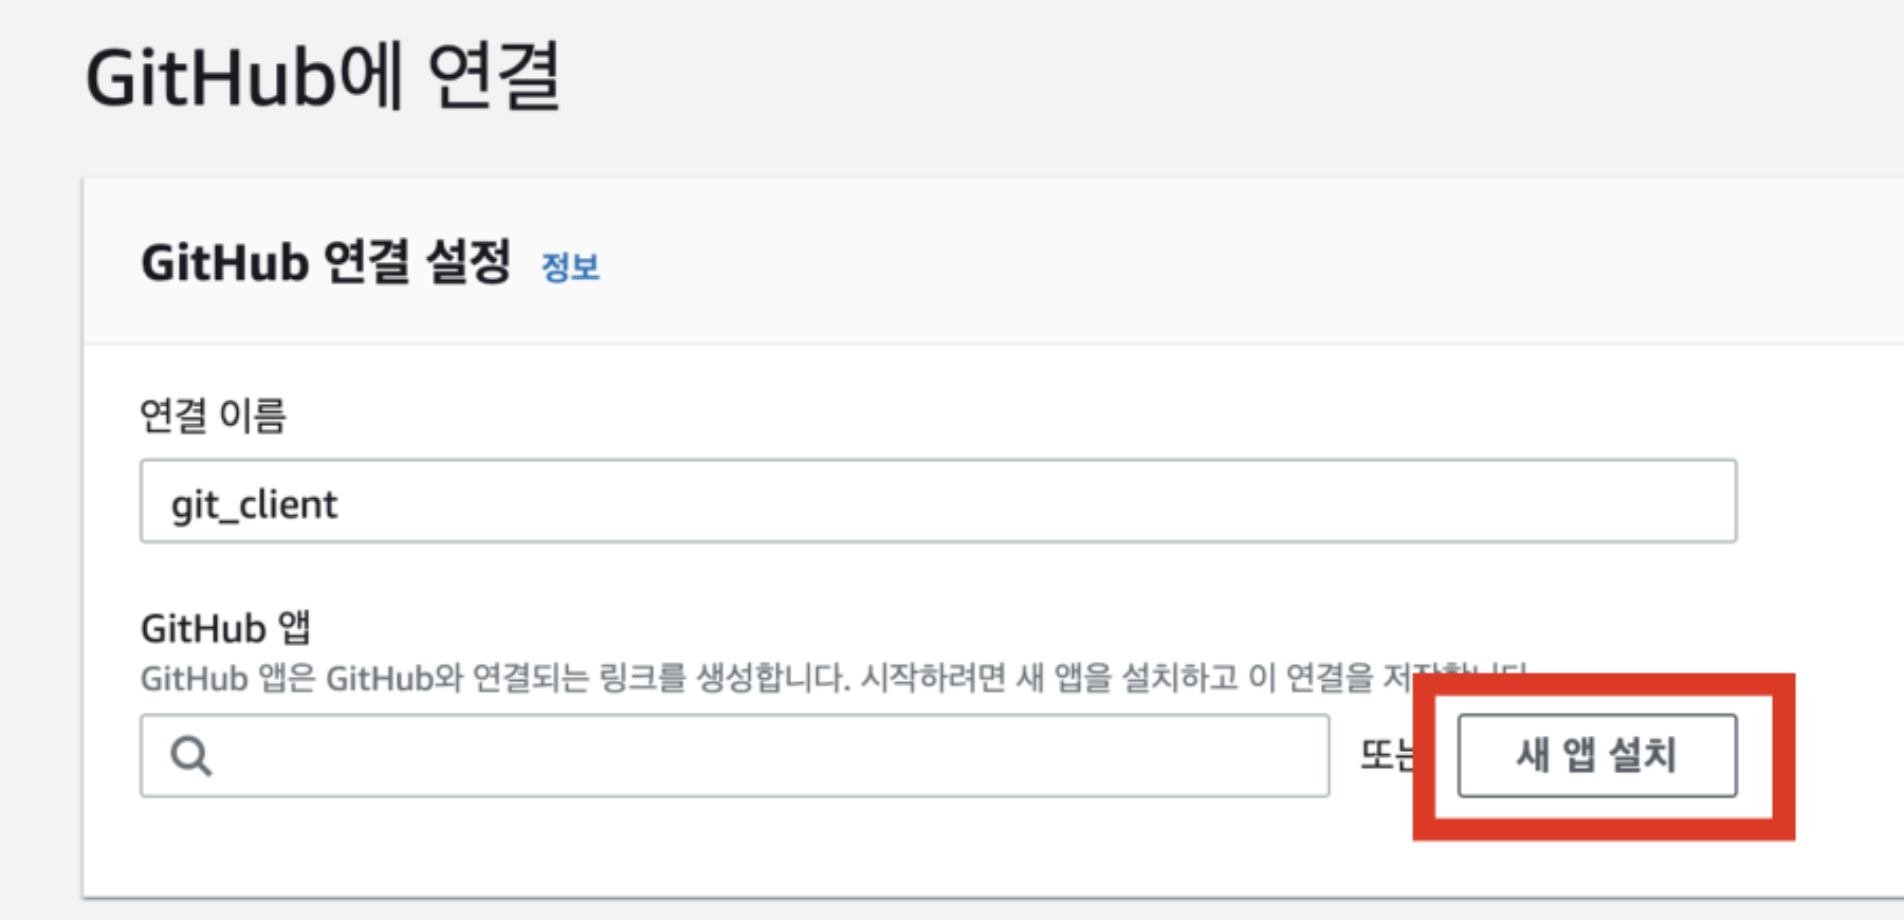 GitHub에 연결
GitHub 연결 설정 정보
연결 이름
git_client
GitHub 앱
GitHub 앱은 GitHub와 연결되는 링크를 생성합니다. 시작하려면 새 앱을 설치하고 이 연결을
또는 새 앱 설치